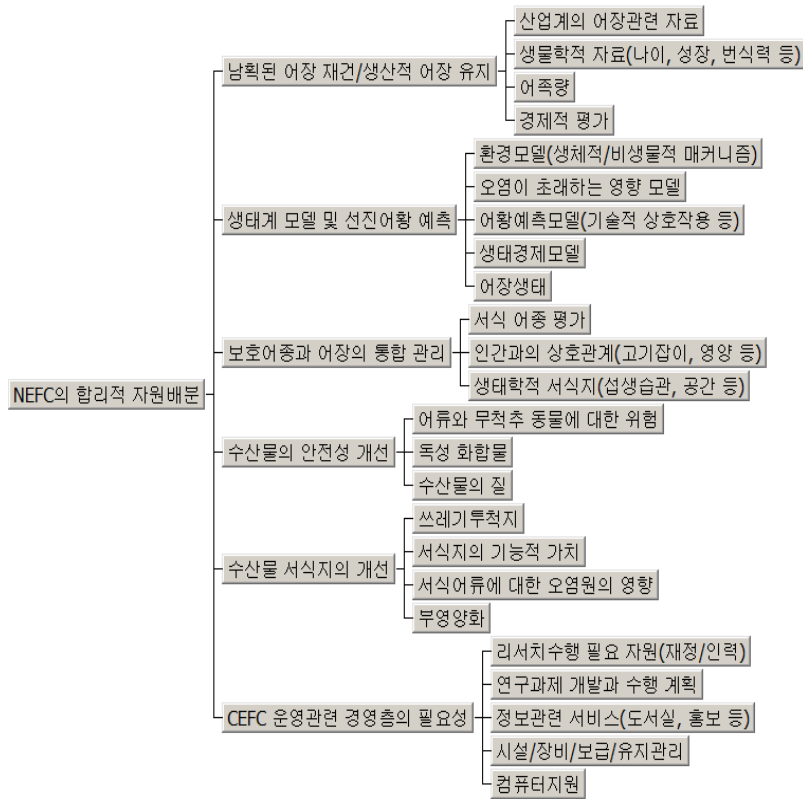 NEFC의 합리적 자원배분
남획된 어장 재건/생산적 어장 유지
산업계의 어장관련 자료
생물학적 자료(나이, 성장, 번식력 등)
어족량
경제적 평가
생태계 모델 및 선진어황 예측
환경모델(생체적/비생물적 매커니즘)
오염이 초래하는 영향 모델
어황예측모델(기술적 상호작용 등)
생태경제모델
어장생태
보호어종과 어장의 통합 관리
서식 어종 평가
인간과의 상호관계(고기잡이, 영양 등)
생태학적 서식지(섭생습관, 공간 등)
수산물의 안전성 개선
어류와 무척추 동물에 대한 위험
독성 화합물
수산물의 질
수산물 서식지의 개선
쓰레기투척지
서식지의 기능적 가치
서식어류에 대한 오염원의 영향
부영양화
CEFC 운영관련 경영층의 필요성
리서치수행 필요 자원(재정/인력)
연구과제 개발과 수행 계획
정보관련 서비스(도서실, 홍보 등)
시설/장비/보급/유지관리
컴퓨터지원